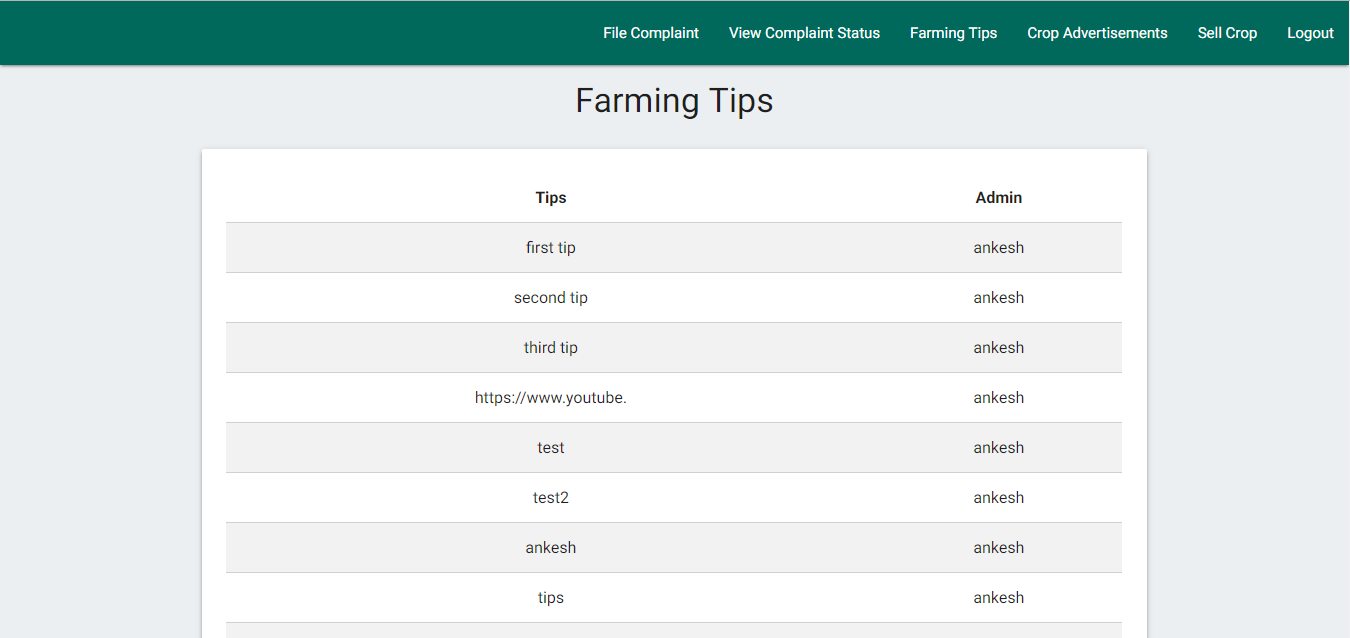 File Complaint View Complaint Status Farming Tips Crop Advertisements Sell Crop Logout
Farming Tips
Tips Admin
first tip ankesh
second tip ankesh
third tip ankesh
https://www.youtube. ankesh
test ankesh
test2 ankesh
ankesh ankesh
tips ankesh